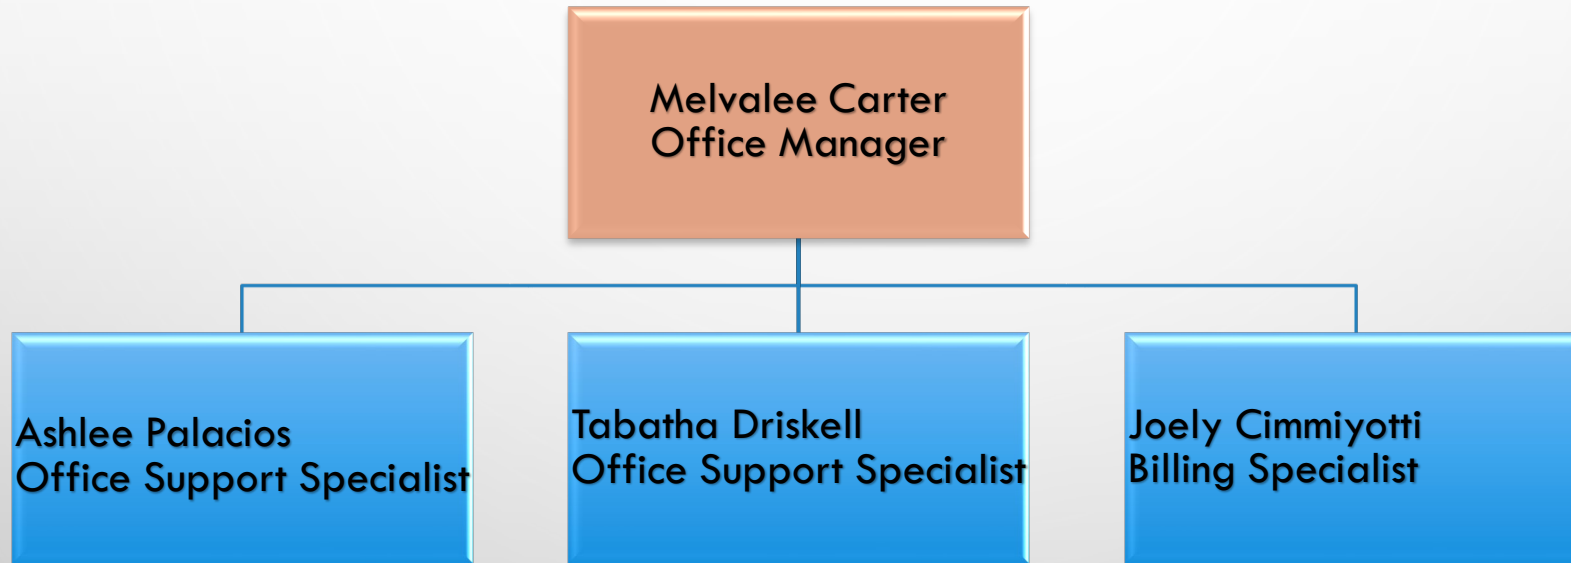 Melvalee Carter
Office Manager
Ashlee Palacios
Office Support Specialist
Tabatha Driskell
Office Support Specialist
Joely Cimmiyotti
Billing Specialist